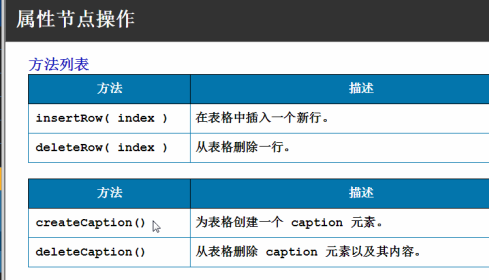 属性节点操作
方法列表
方法 描述
insertRow( index ) 在表格中插入一个新行。
deleteRow( index ) 从表格删除一行。
方法 描述
createCaption() 为表格创建一个 caption 元素。
deleteCaption() 从表格删除 caption 元素以及其内容。